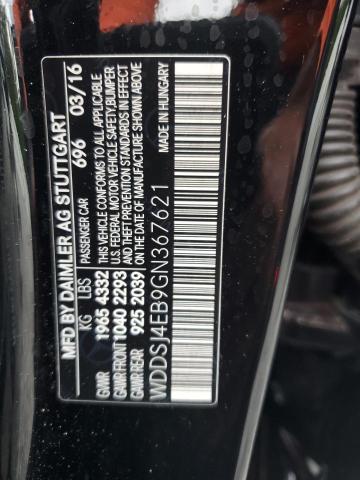 MFD BY DAIMLER AG STUTTGART
PASSENGER CAR 696 03/16
KG LBS
GVWR 1965 4332
GAWR FRONT 1040 2293
GAWR REAR 925 2039
THIS VEHICLE CONFORMS TO ALL APPLICABLE
U.S. FEDERAL MOTOR VEHICLE SAFETY, BUMPER
AND THEFT PREVENTION STANDARDS IN EFFECT
ON THE DATE OF MANUFACTURE SHOWN ABOVE
MADE IN HUNGARY
WDDSJ4EB9GN367621